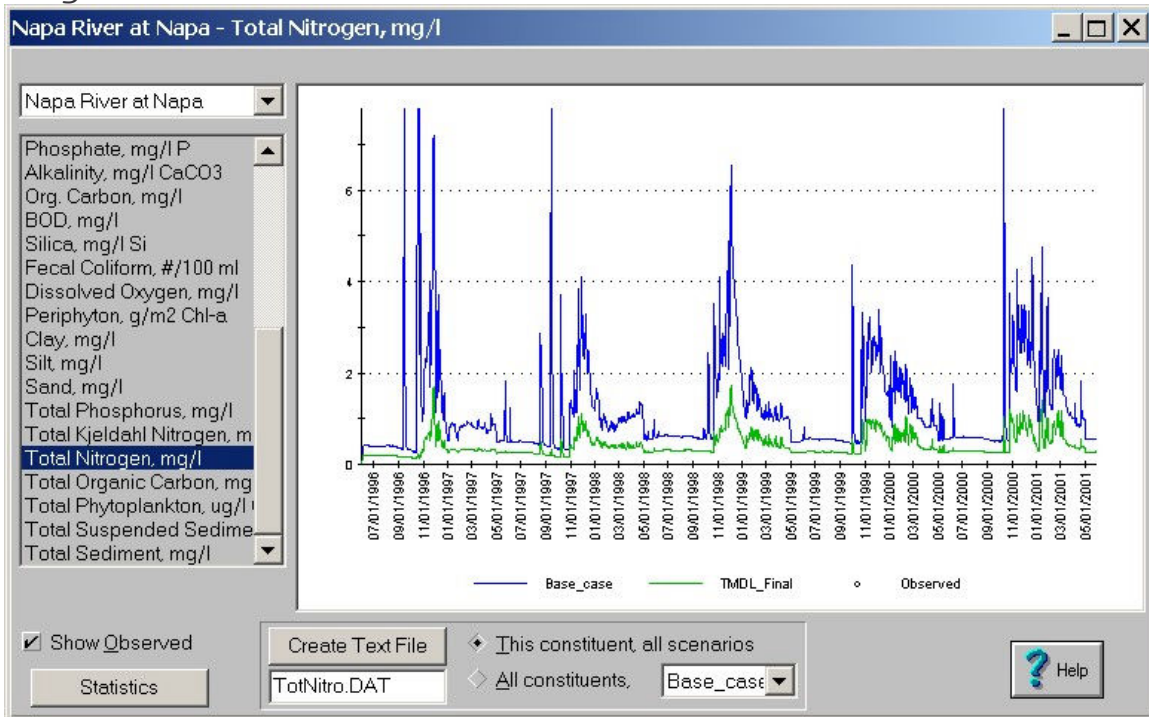 Napa River at Napa - Total Nitrogen, mg/l
Napa River at Napa
Phosphate, mg/l P
Alkalinity, mg/l CaCO3
Org. Carbon, mg/l
BOD, mg/l
Silica, mg/l Si
Fecal Coliform, #/100 ml
Dissolved Oxygen, mg/l
Periphyton, g/m2 Chl-a
Clay, mg/l
Silt, mg/l
Sand, mg/l
Total Phosphorus, mg/l
Total Kjeldahl Nitrogen, m
Total Nitrogen, mg/l
Total Organic Carbon, mg
Total Phytoplankton, ug/l
Total Suspended Sedime
Total Sediment, mg/l
6
4
2
0
07/01/1996
09/01/1996
11/01/1996
01/01/1997
03/01/1997
05/01/1997
07/01/1997
09/01/1997
11/01/1997
01/01/1998
03/01/1998
05/01/1998
07/01/1998
09/01/1998
11/01/1998
01/01/1999
03/01/1999
05/01/1999
07/01/1999
09/01/1999
11/01/1999
01/01/2000
03/01/2000
05/01/2000
07/01/2000
09/01/2000
11/01/2000
01/01/2001
03/01/2001
05/01/2001
Base_case
TMDL_Final
Observed
Show Observed
Statistics
Create Text File
TotNitro.DAT
This constituent, all scenarios
All constituents,
Base_case
Help